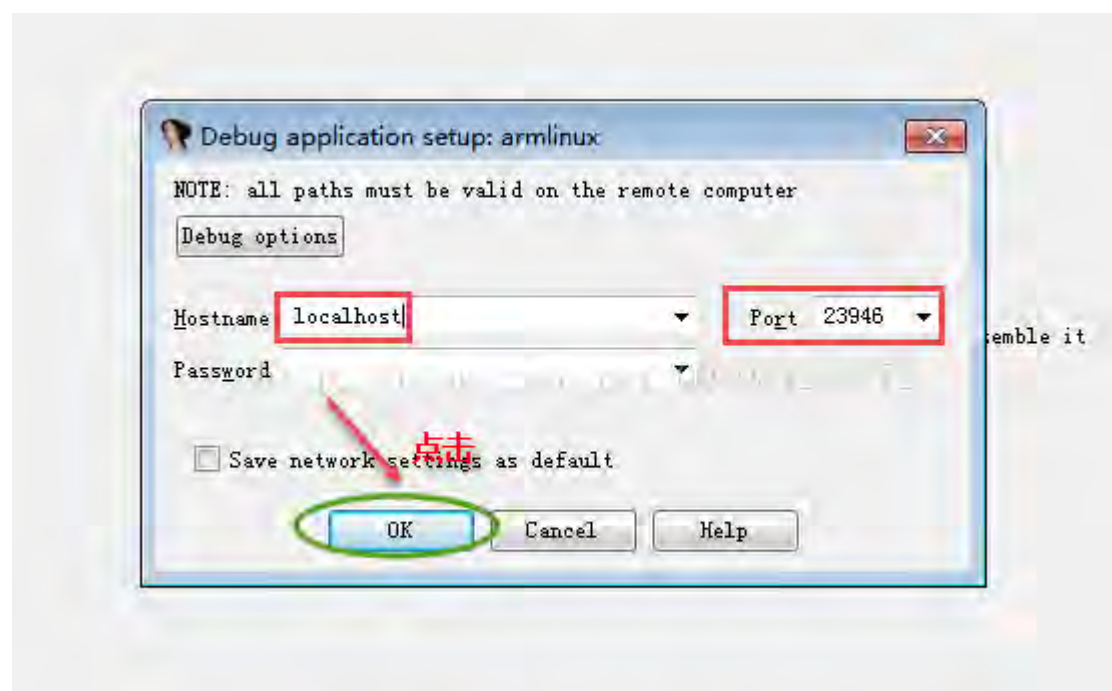 Debug application setup: armlinux
NOTE: all paths must be valid on the remote computer
Debug options
Hostname localhost Port 23946
emble it
Password
点击
Save network settings as default
OK Cancel Help